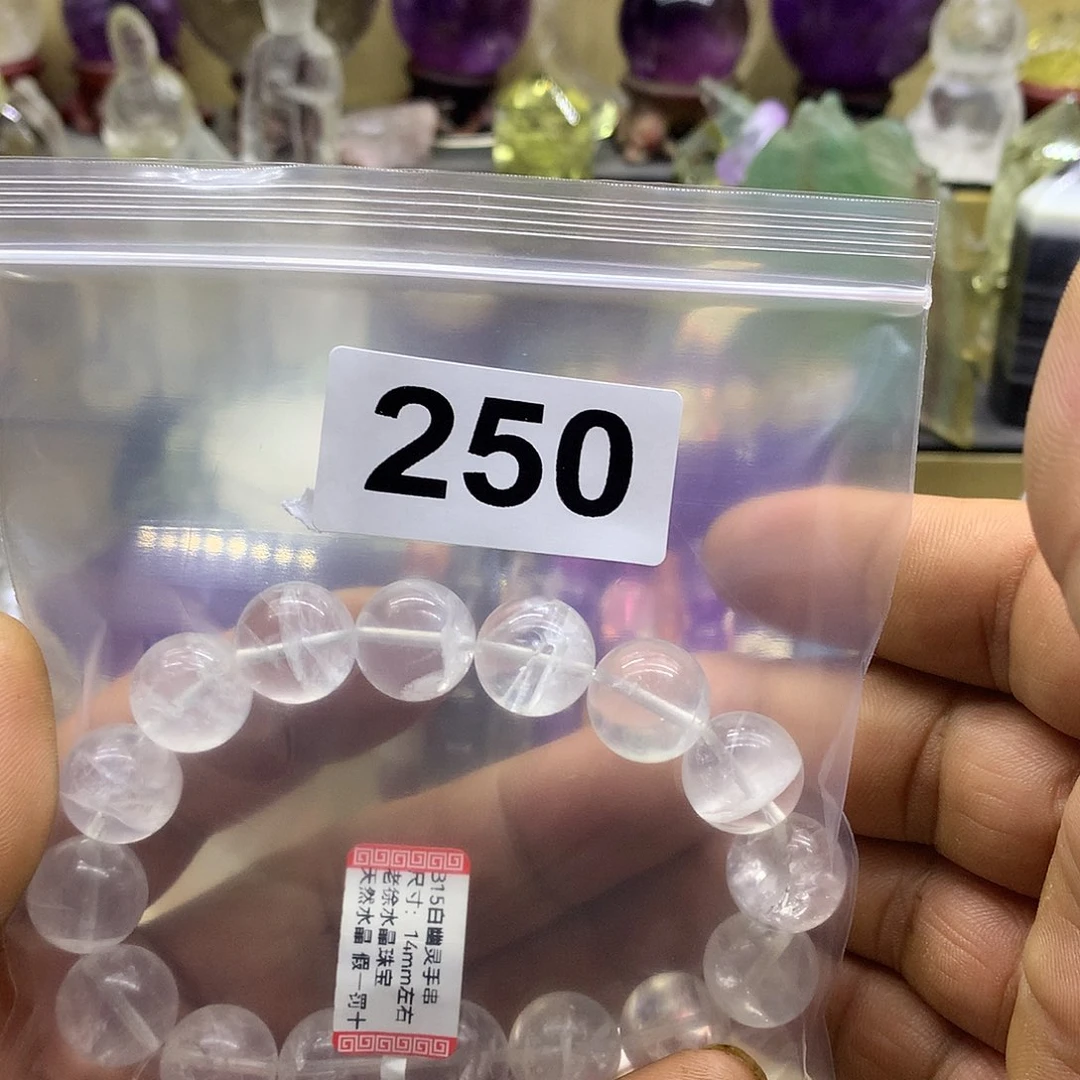 250
315白幽灵手串
尺寸：14mm左右
老徐水晶珠宝
天然水晶 假一罚十